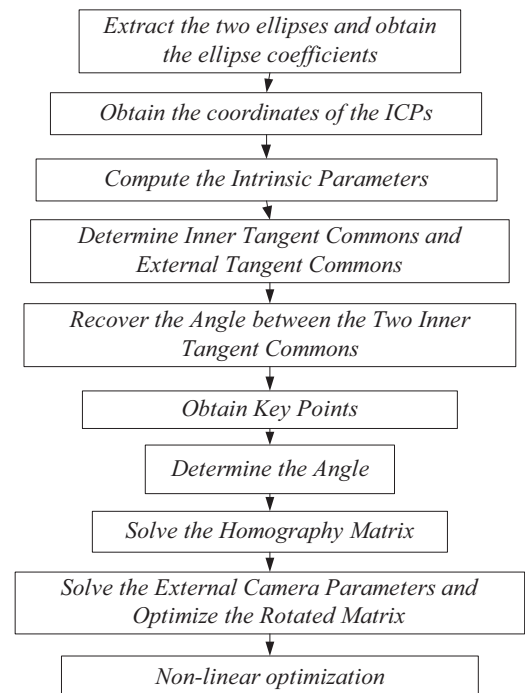 Extract the two ellipses and obtain
the ellipse coefficients
Obtain the coordinates of the ICPs
Compute the Intrinsic Parameters
Determine Inner Tangent Commons and
External Tangent Commons
Recover the Angle between the Two Inner
Tangent Commons
Obtain Key Points
Determine the Angle
Solve the Homography Matrix
Solve the External Camera Parameters and
Optimize the Rotated Matrix
Non-linear optimization